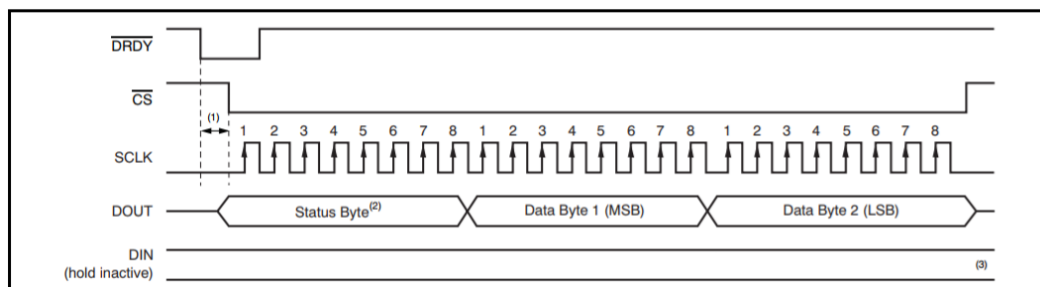 DRDY
CS
(1)
1 2 3 4 5 6 7 8 1 2 3 4 5 6 7 8 1 2 3 4 5 6 7 8
SCLK
DOUT Status Byte(2) Data Byte 1 (MSB) Data Byte 2 (LSB)
DIN
(hold inactive)
(3)